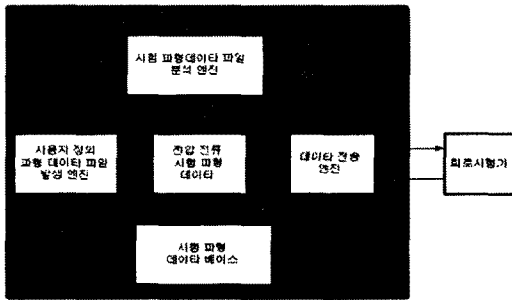 시험 파형데이타 파일
분석 엔진
사용자 정의
파형 데이타 파일
발생 엔진
전압 전류
시험 파형
데이타
데이타 전송
엔진
회로시험기
시험 파형
데이타 베이스